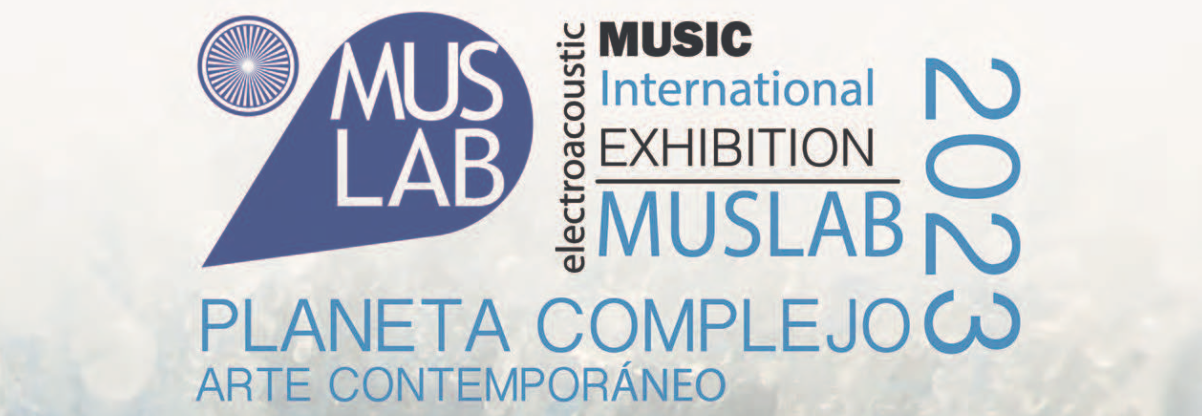 MUS
LAB
electroacoustic
MUSIC
International
EXHIBITION
MUSLAB
2023
PLANETA COMPLEJO
ARTE CONTEMPORÁNEO